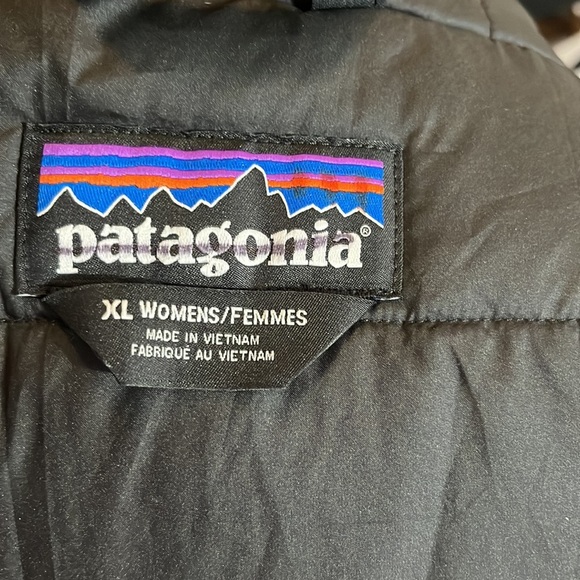 patagonia®
XL WOMENS/FEMMES
MADE IN VIETNAM
FABRIQUÉ AU VIETNAM